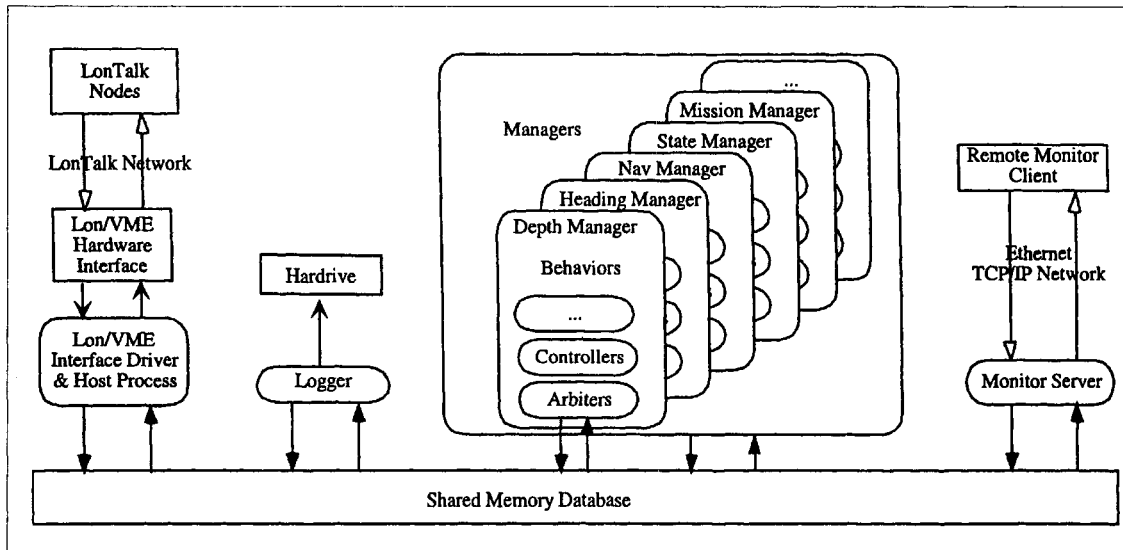 LonTalk
Nodes
LonTalk Network
Lon/VME
Hardware
Interface
Lon/VME
Interface Driver
& Host Process
Hardrive
Logger
Managers
...
Mission Manager
State Manager
Nav Manager
Heading Manager
Depth Manager
Behaviors
...
Controllers
Arbiters
Remote Monitor
Client
Ethernet
TCP/IP Network
Monitor Server
Shared Memory Database